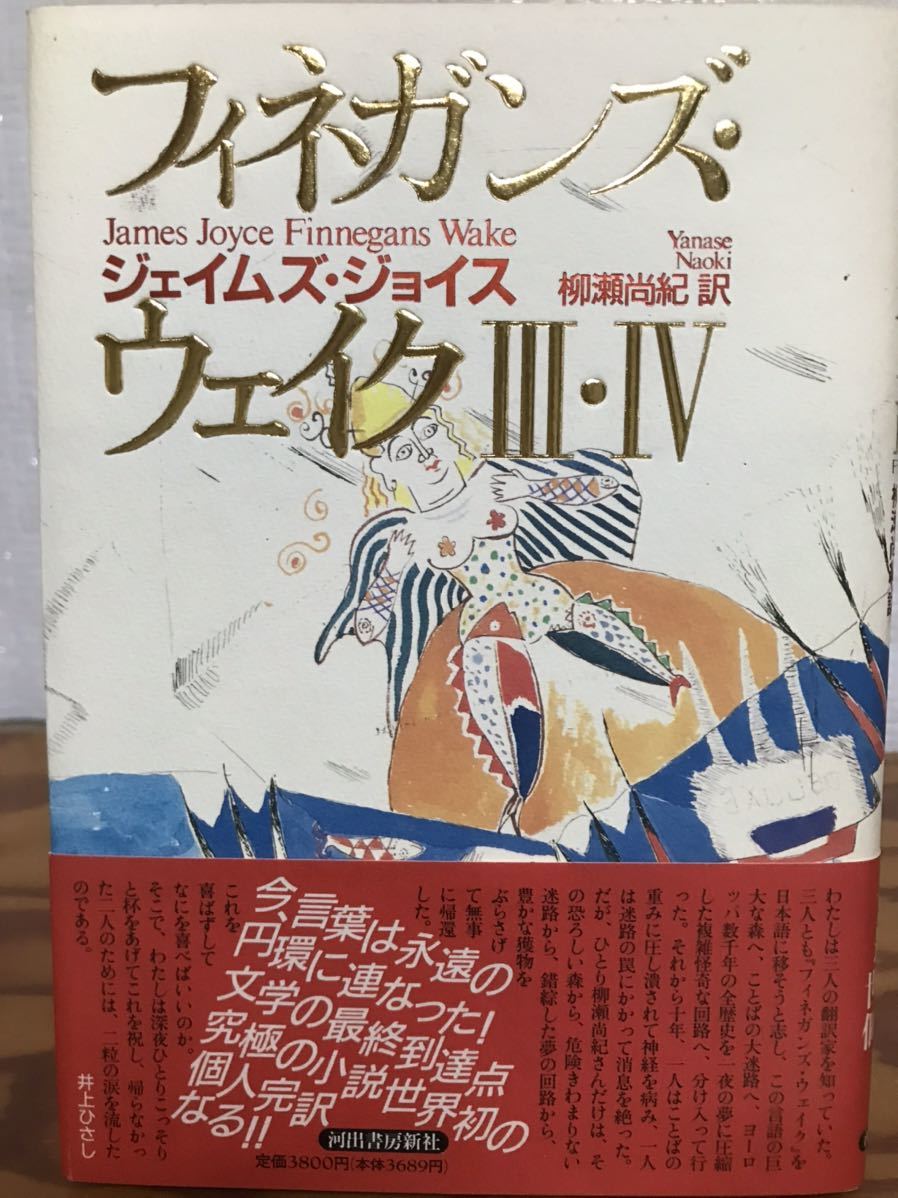 フィネガンズ・
James Joyce Finnegans Wake
Yanase
Naoki
ジェイムズ・ジョイス
柳瀬尚紀 訳
ウェイク III・IV
わたしは三人の翻訳家を知っていた。
三人とも『フィネガンズ・ウェイク』を
日本語に移そうと志し、この言語の巨
大な森へ、ことばの大迷路へ、ヨーロ
ッパ数千年の全歴史を一夜の夢に圧縮
した複雑怪奇な回路へ、分け入って行
った。それから十年、一人はことばの
重みに圧し潰されて神経を病み、一人
は迷路の罠にかかって消息を絶った。
だが、ひとり柳瀬尚紀さんだけは、そ
の恐ろしい森から、危険きわまりない
迷路から、錯綜した夢の回路から、
豊かな獲物を
ぶらさげ
て無事
に帰還
した。
これを
喜ばずして
なにを喜べばいいのか。
そこで、わたしは深夜ひとりこっそり
と杯をあげてこれを祝し、帰らなかっ
た二人のためには、二粒の涙を流した
のである。
井上ひさし
今、言葉は永遠の
円環に連なった!
文学の最終到達点
究極の小説世界初の
個人完訳なる!!
河出書房新社
定価3800円(本体3689円)